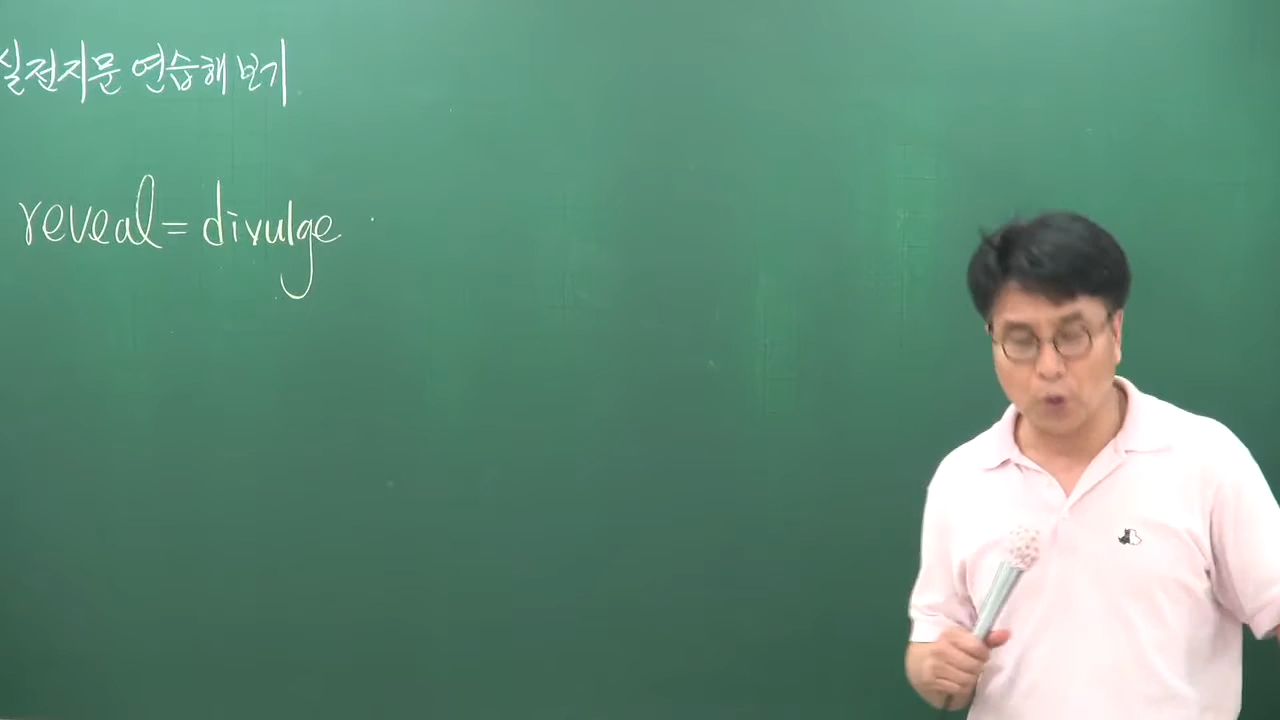 실전지문 연습해 보기
reveal = divulge